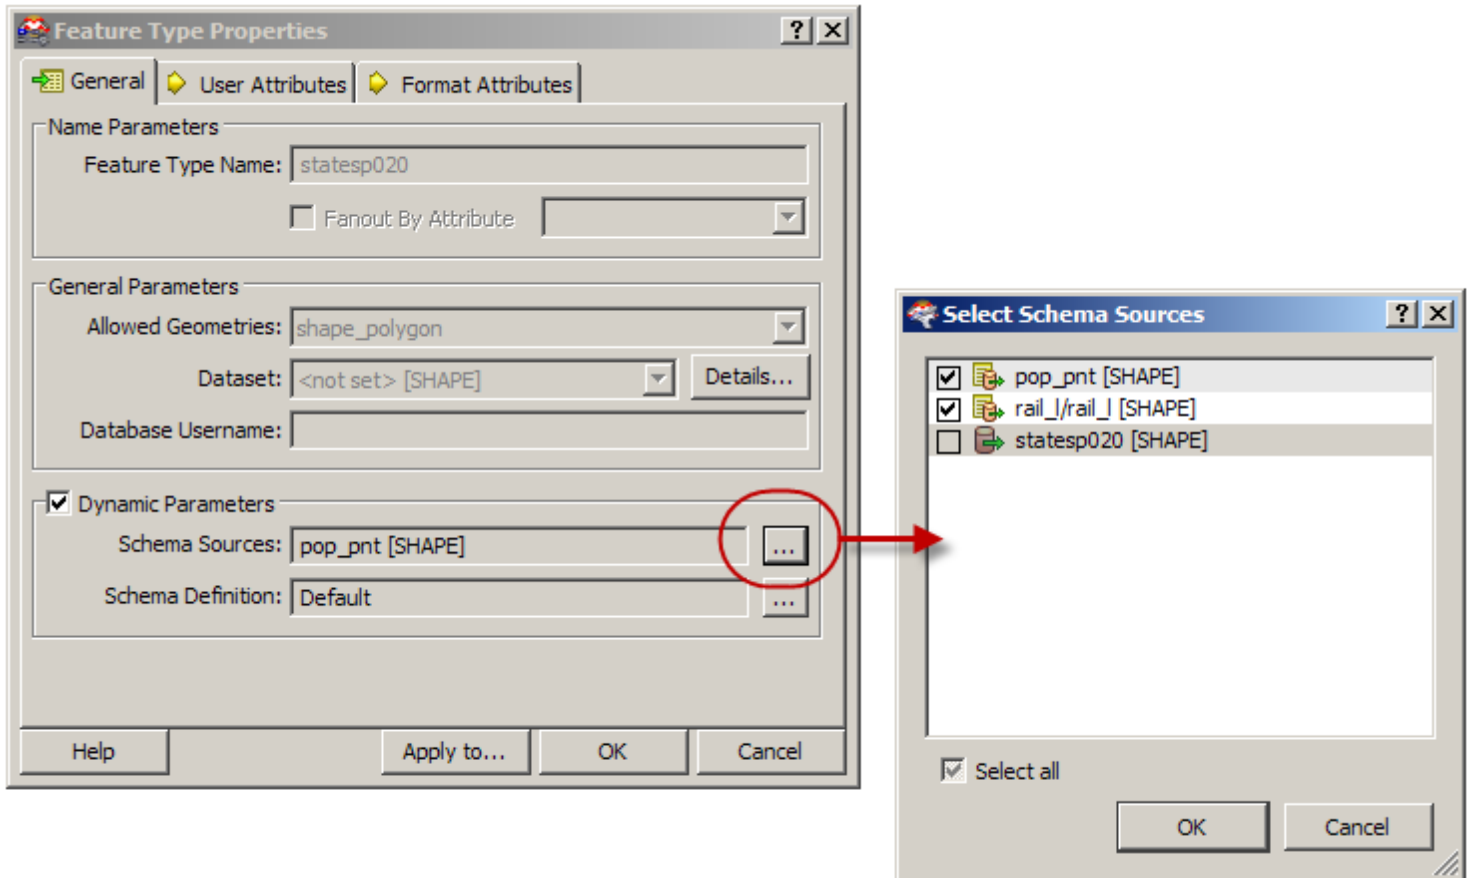 Feature Type Properties
General
User Attributes
Format Attributes
Name Parameters
Feature Type Name: statesp020
Fanout By Attribute
General Parameters
Allowed Geometries: shape_polygon
Dataset: <not set> [SHAPE] Details...
Database Username:
Dynamic Parameters
Schema Sources: pop_pnt [SHAPE] ...
Schema Definition: Default ...
Help Apply to... OK Cancel
Select Schema Sources
pop_pnt [SHAPE]
rail_l/rail_l [SHAPE]
statesp020 [SHAPE]
Select all
OK Cancel